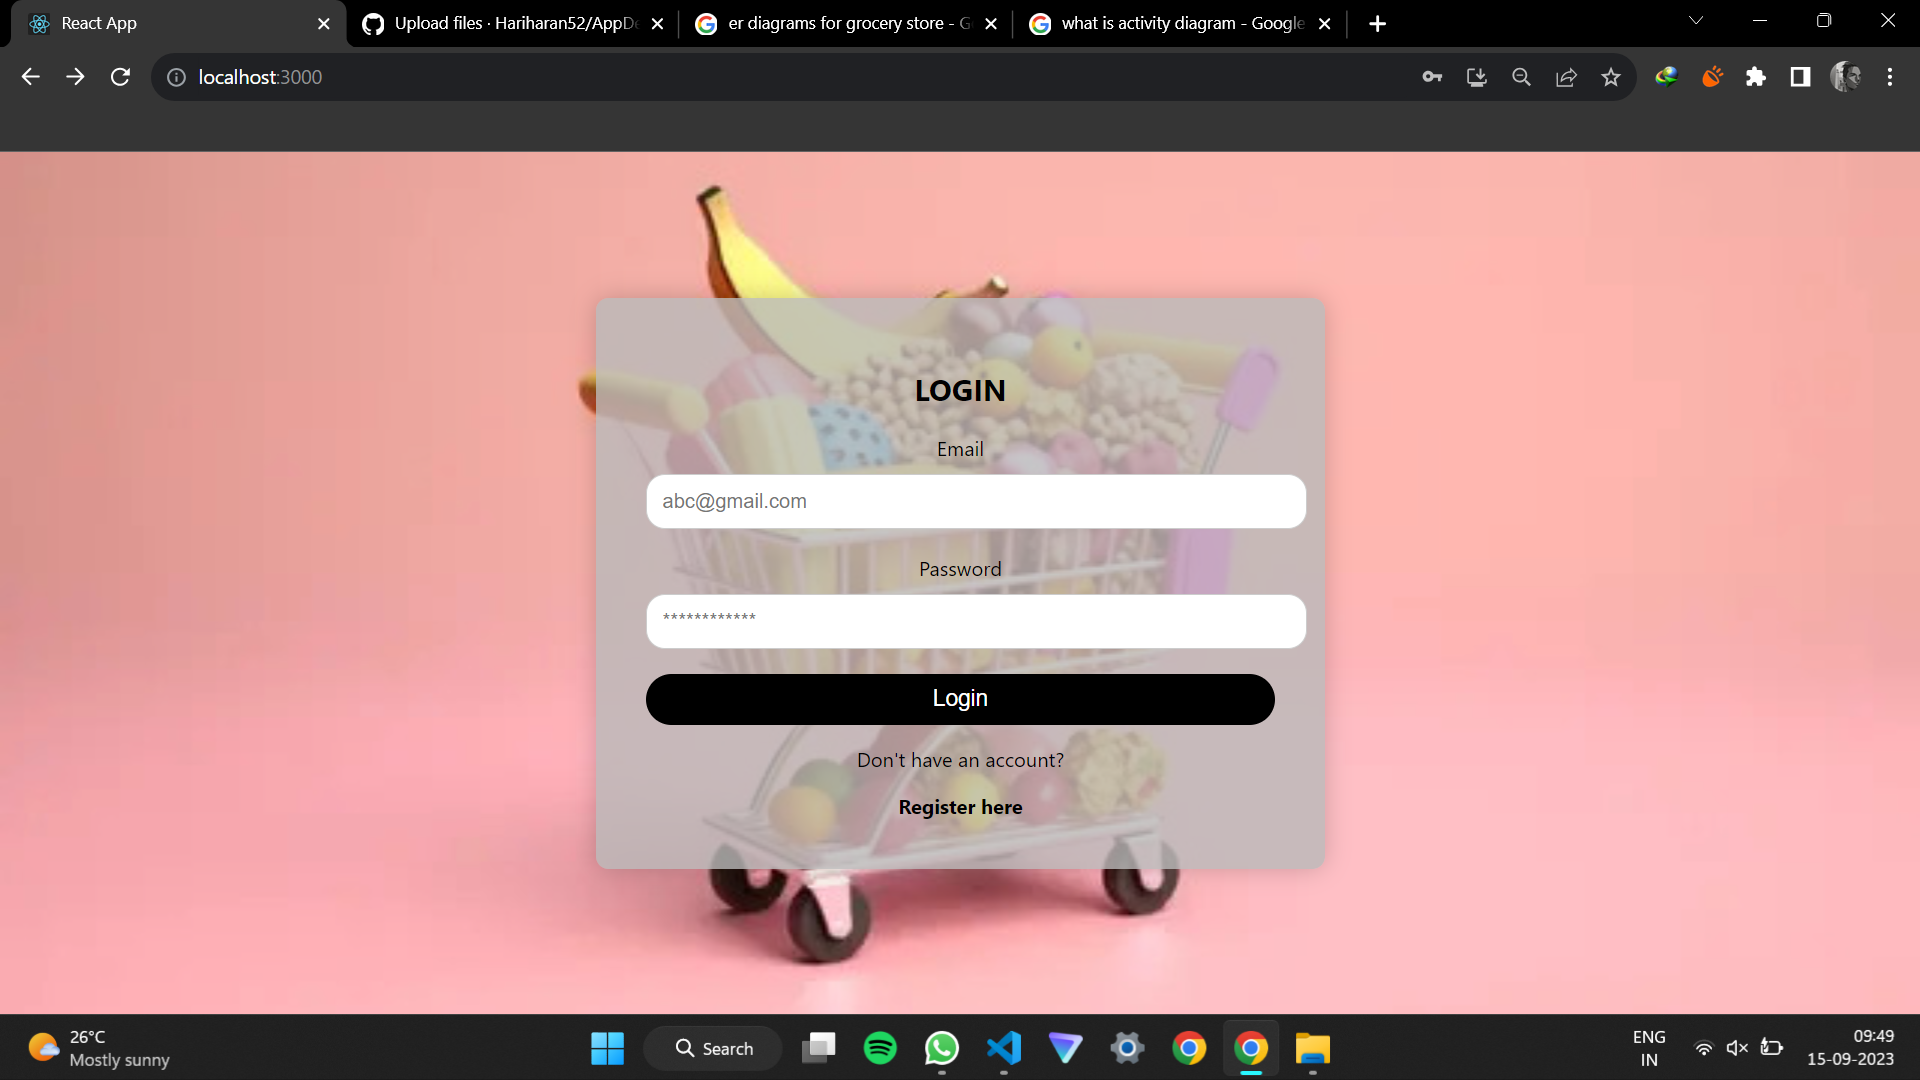 React App
Upload files · Hariharan52/AppDe
er diagrams for grocery store - G
what is activity diagram - Google
localhost:3000
LOGIN
Email
abc@gmail.com
Password
************
Login
Don't have an account?
Register here
26°C
Mostly sunny
Search
ENG
IN
09:49
15-09-2023